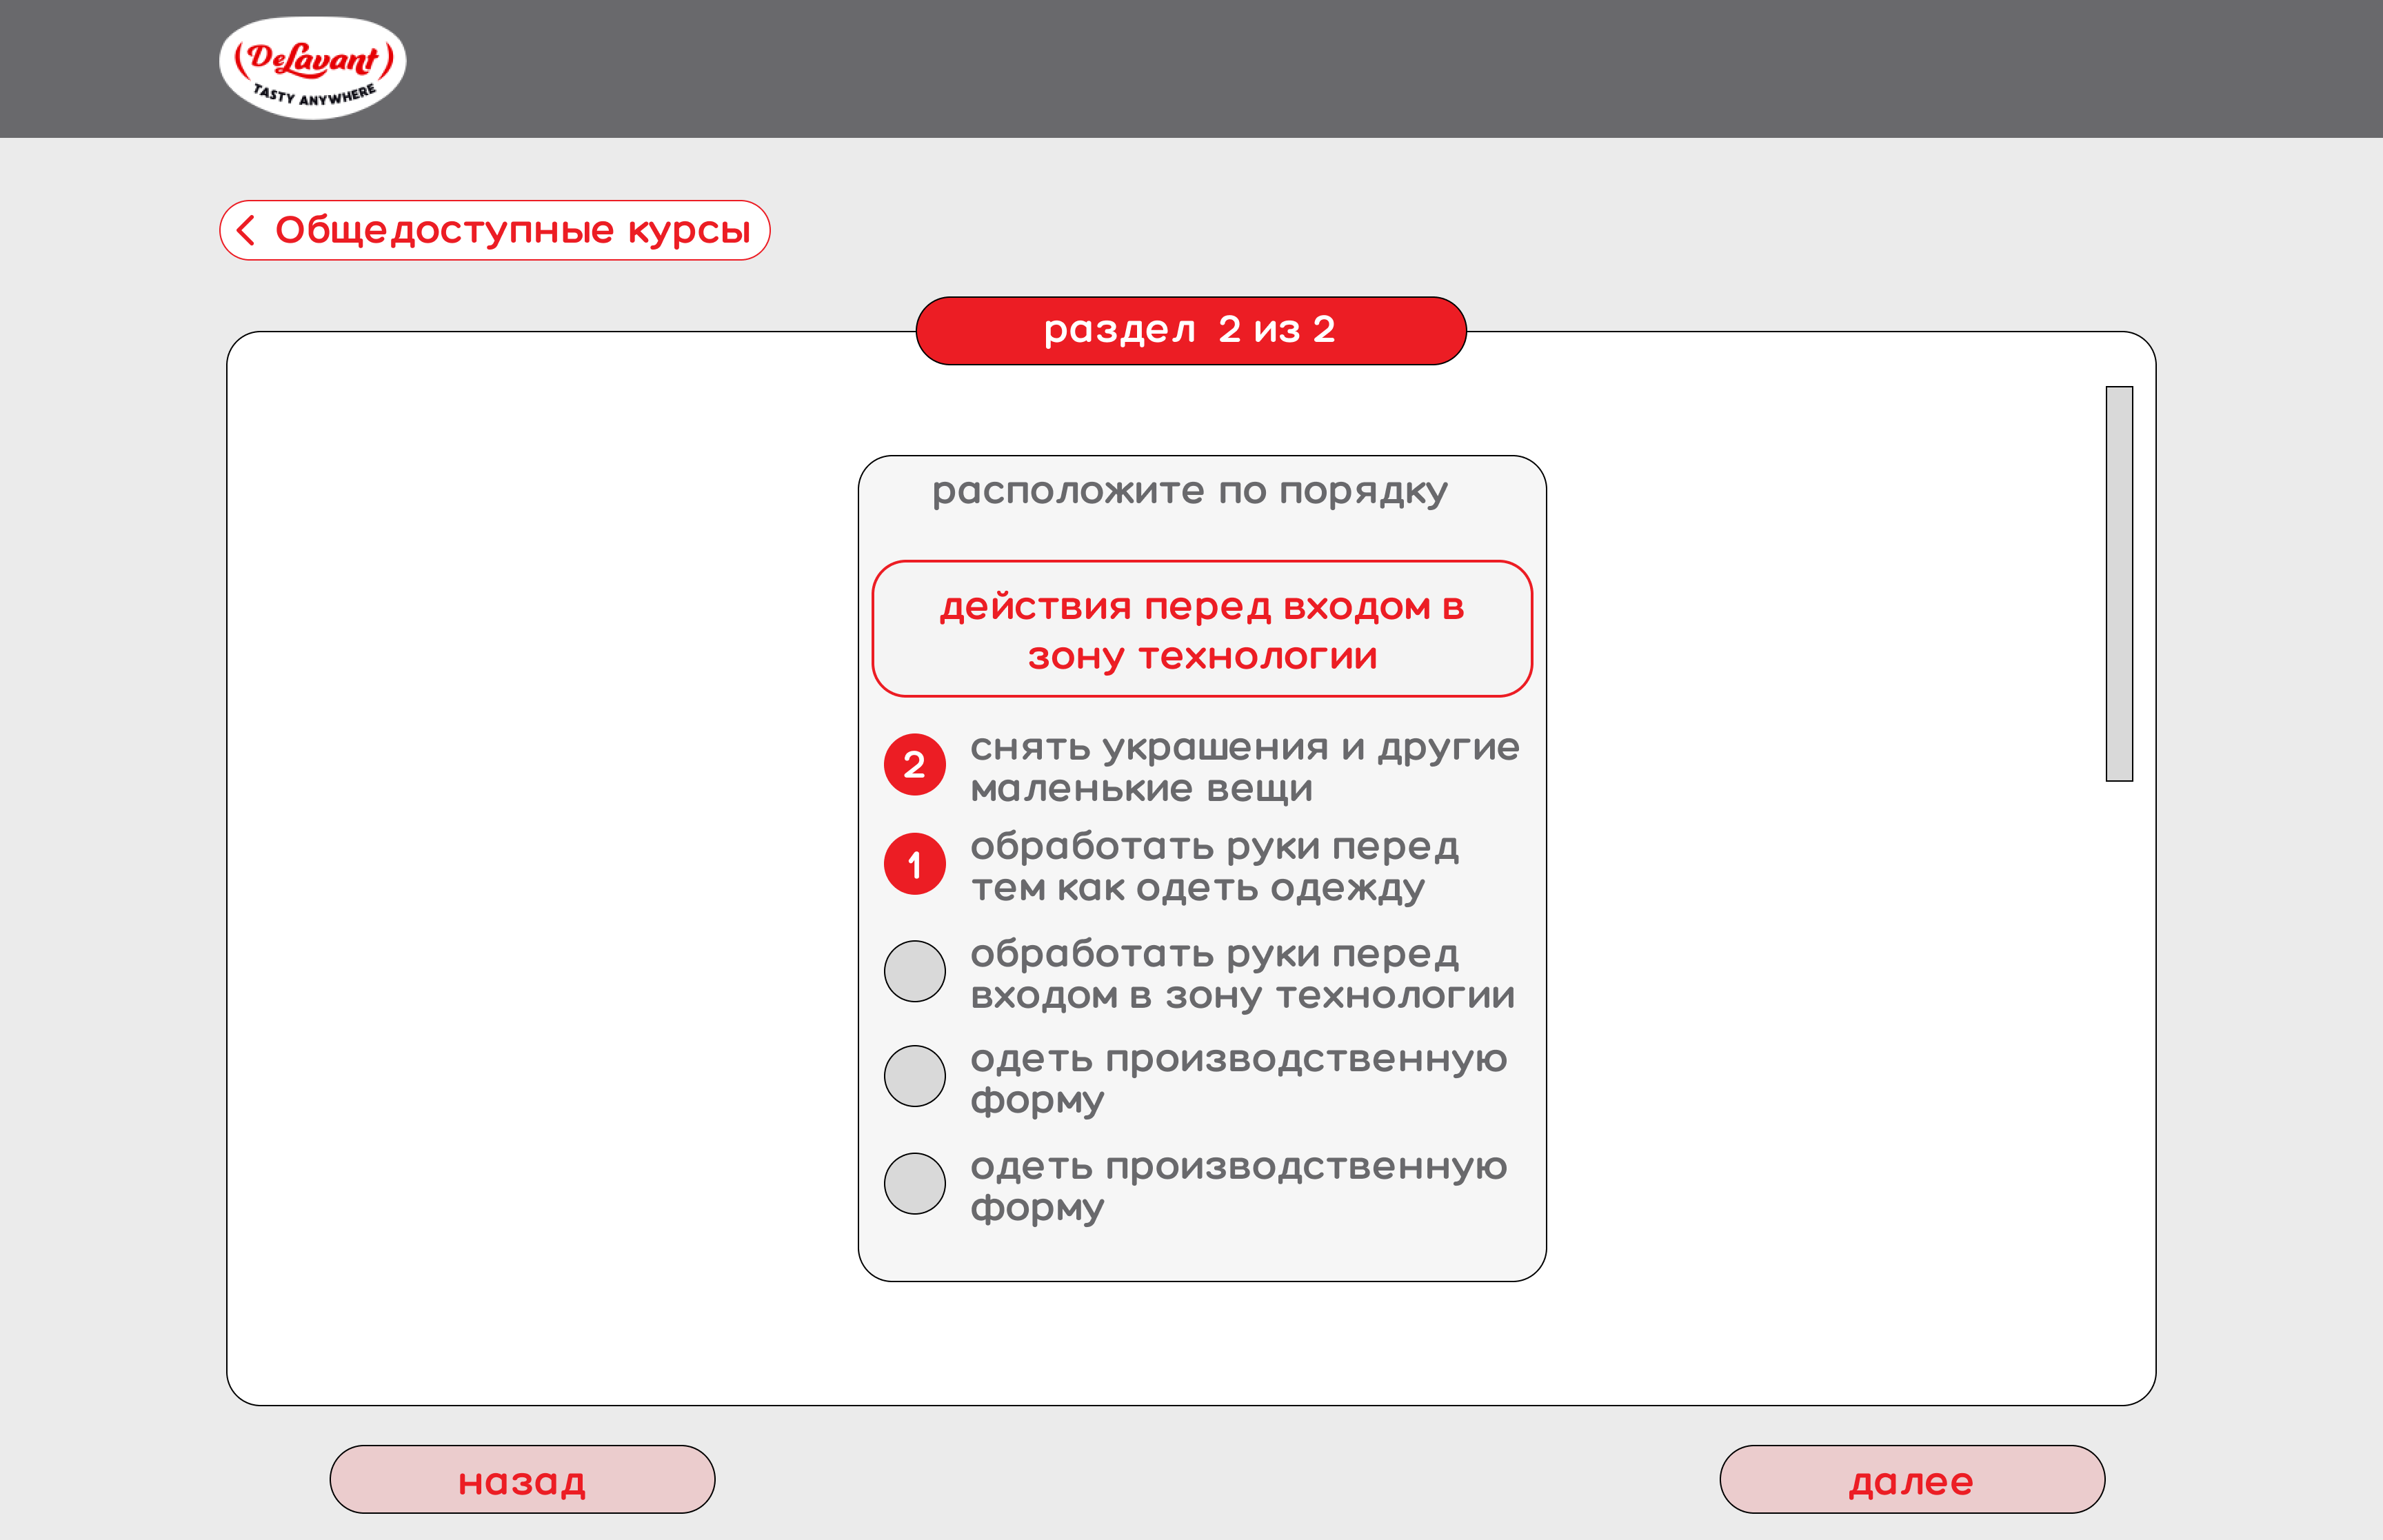 DeLavant
TASTY ANYWHERE
Общедоступные курсы
раздел 2 из 2
расположите по порядку
действия перед входом в
зону технологии
2 снять украшения и другие
маленькие вещи
1 обработать руки перед
тем как одеть одежду
обработать руки перед
входом в зону технологии
одеть производственную
форму
одеть производственную
форму
назад
далее